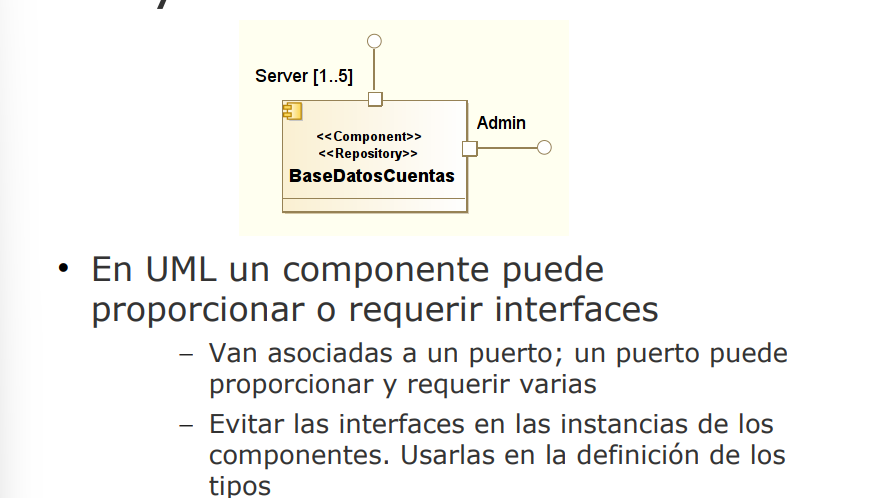 Server [1..5]
Admin
<<Component>>
<<Repository>>
BaseDatosCuentas
• En UML un componente puede
proporcionar o requerir interfaces
– Van asociadas a un puerto; un puerto puede
proporcionar y requerir varias
– Evitar las interfaces en las instancias de los
componentes. Usarlas en la definición de los
tipos